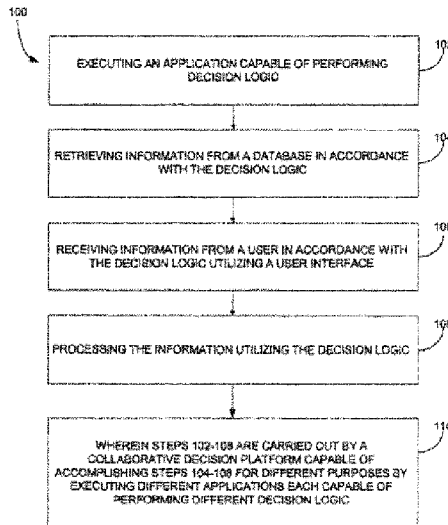 100
EXECUTING AN APPLICATION CAPABLE OF PERFORMING
DECISION LOGIC
RETRIEVING INFORMATION FROM A DATABASE IN ACCORDANCE
WITH THE DECISION LOGIC
RECEIVING INFORMATION FROM A USER IN ACCORDANCE WITH
THE DECISION LOGIC UTILIZING A USER INTERFACE
PROCESSING THE INFORMATION UTILIZING THE DECISION LOGIC
WHEREIN STEPS 102-108 ARE CARRIED OUT BY A
COLLABORATIVE DECISION PLATFORM CAPABLE OF
ACCOMPLISHING STEPS 104-108 FOR DIFFERENT PURPOSES BY
EXECUTING DIFFERENT APPLICATIONS EACH CAPABLE OF
PERFORMING DIFFERENT DECISION LOGIC